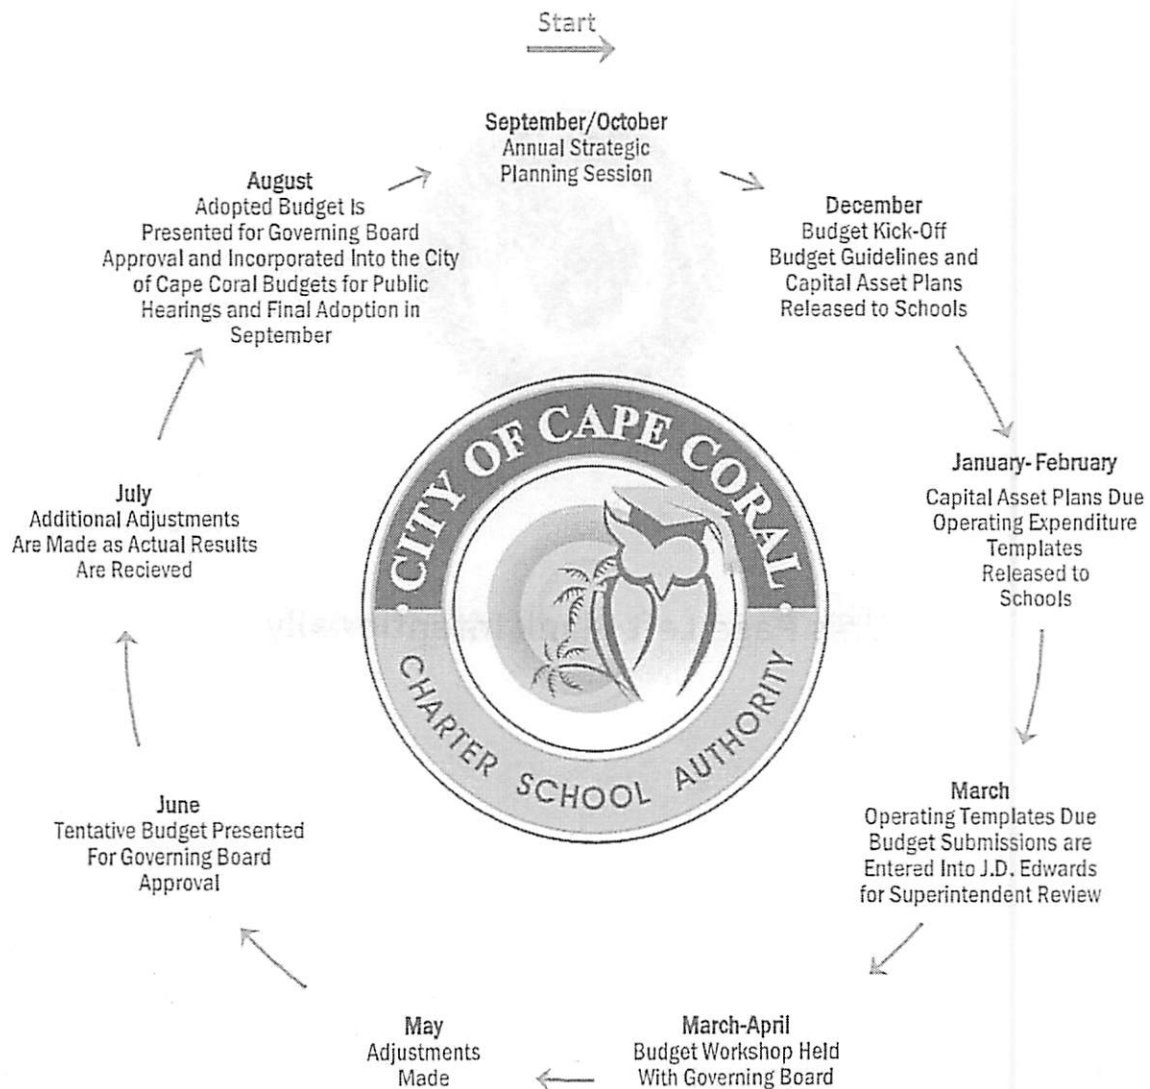 Start
September/October
Annual Strategic
Planning Session
December
Budget Kick-Off
Budget Guidelines and
Capital Asset Plans
Released to Schools
January- February
Capital Asset Plans Due
Operating Expenditure
Templates
Released to
Schools
March
Operating Templates Due
Budget Submissions are
Entered Into J.D. Edwards
for Superintendent Review
March-April
Budget Workshop Held
With Governing Board
May
Adjustments
Made
June
Tentative Budget Presented
For Governing Board
Approval
July
Additional Adjustments
Are Made as Actual Results
Are Recieved
August
Adopted Budget Is
Presented for Governing Board
Approval and Incorporated Into the City
of Cape Coral Budgets for Public
Hearings and Final Adoption in
September
CITY OF CAPE CORAL
CHARTER SCHOOL AUTHORITY